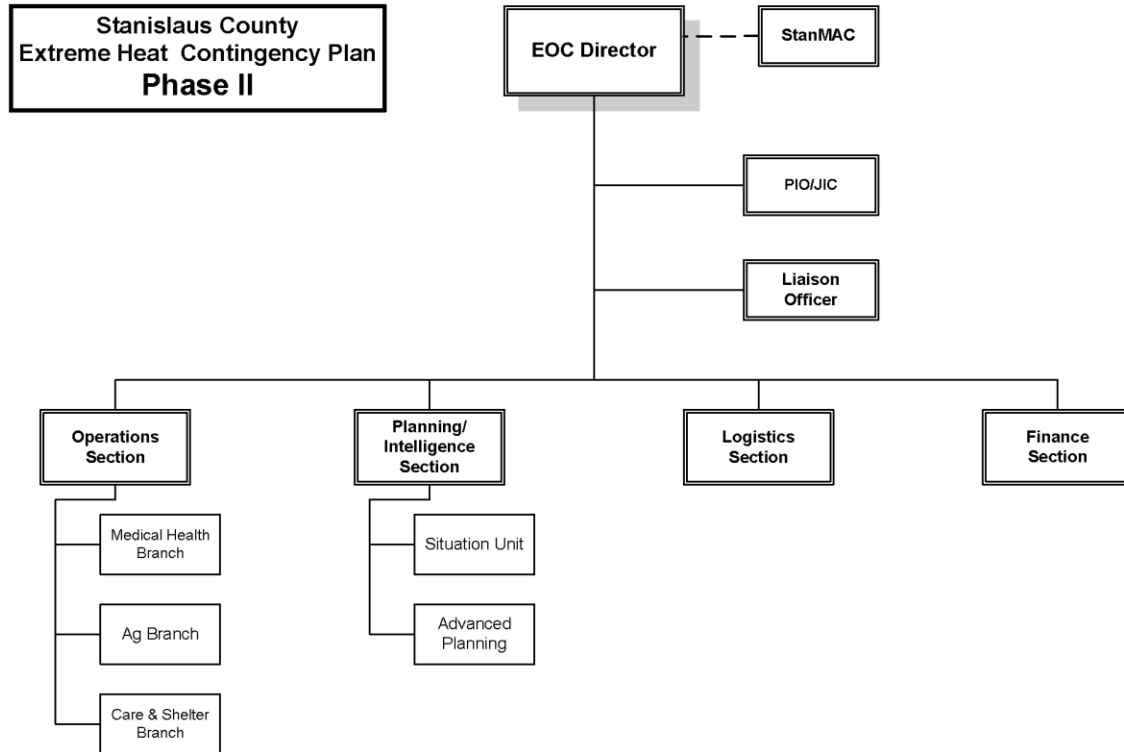 Stanislaus County
Extreme Heat Contingency Plan
Phase II
EOC Director
StanMAC
PIO/JIC
Liaison
Officer
Operations
Section
Planning/
Intelligence
Section
Logistics
Section
Finance
Section
Medical Health
Branch
Situation Unit
Ag Branch
Advanced
Planning
Care & Shelter
Branch